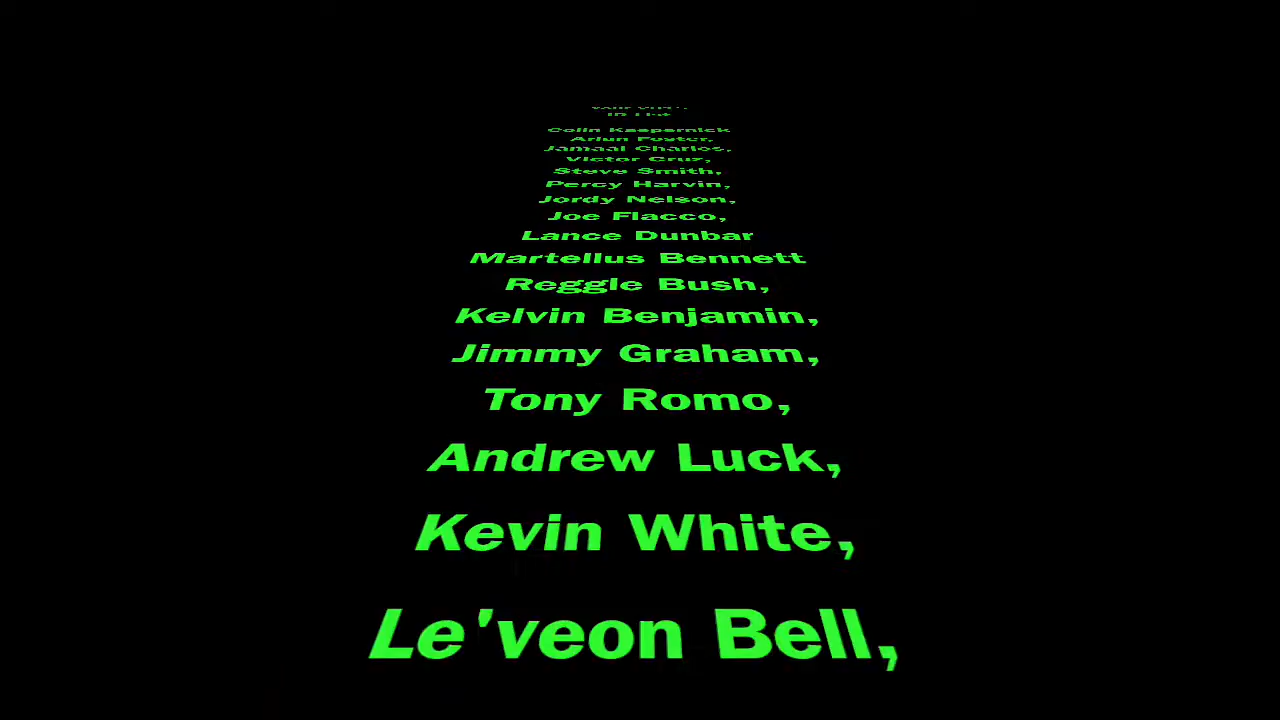 Colin Kaepernick
Arlun Foster,
Jamaal Charles,
Victor Cruz,
Steve Smith,
Percy Harvin,
Jordy Nelson,
Joe Flacco,
Lance Dunbar
Martellus Bennett
Reggie Bush,
Kelvin Benjamin,
Jimmy Graham,
Tony Romo,
Andrew Luck,
Kevin White,
Le'veon Bell,